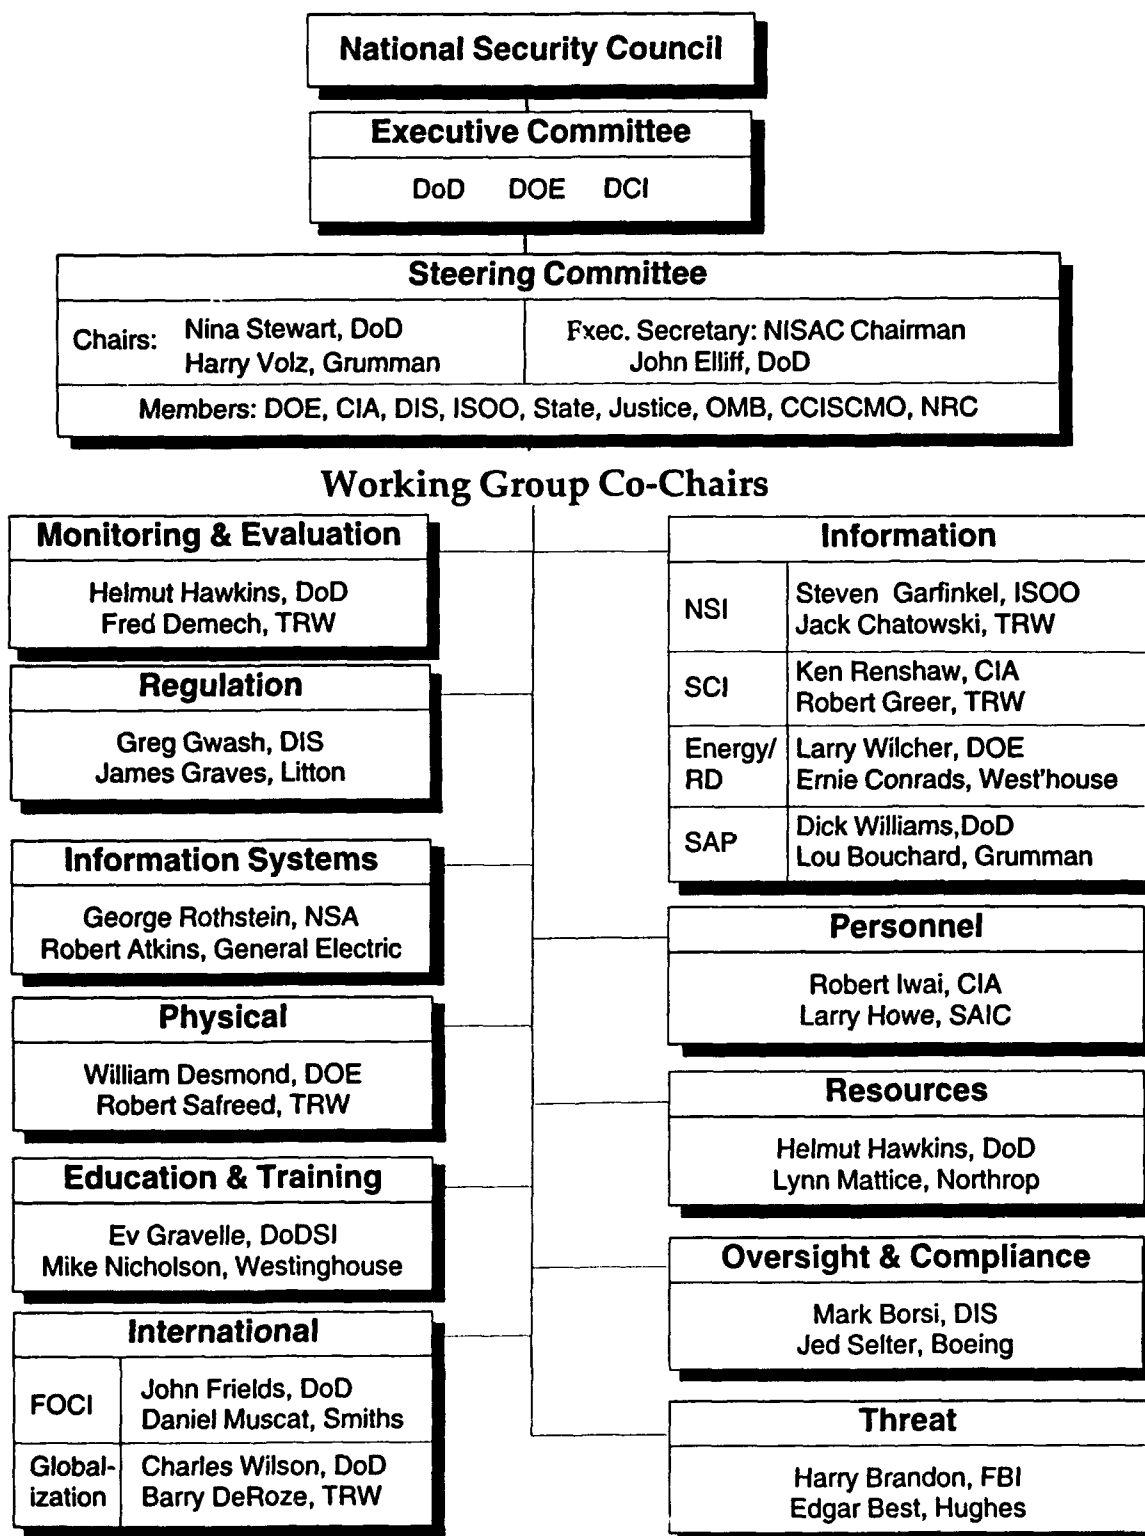 National Security Council
Executive Committee
DoD DOE DCI
Steering Committee
Chairs: Nina Stewart, DoD
Harry Volz, Grumman
Exec. Secretary: NISAC Chairman
John Elliff, DoD
Members: DOE, CIA, DIS, ISOO, State, Justice, OMB, CCISCMO, NRC
Working Group Co-Chairs
Monitoring & Evaluation
Helmut Hawkins, DoD
Fred Demech, TRW
Regulation
Greg Gwash, DIS
James Graves, Litton
Information Systems
George Rothstein, NSA
Robert Atkins, General Electric
Physical
William Desmond, DOE
Robert Safreed, TRW
Education & Training
Ev Gravelle, DoDSI
Mike Nicholson, Westinghouse
International
FOCI
John Frields, DoD
Daniel Muscat, Smiths
Global-
ization
Charles Wilson, DoD
Barry DeRoze, TRW
Information
NSI
Steven Garfinkel, ISOO
Jack Chatowski, TRW
SCI
Ken Renshaw, CIA
Robert Greer, TRW
Energy/
RD
Larry Wilcher, DOE
Ernie Conrads, West'house
SAP
Dick Williams,DoD
Lou Bouchard, Grumman
Personnel
Robert Iwai, CIA
Larry Howe, SAIC
Resources
Helmut Hawkins, DoD
Lynn Mattice, Northrop
Oversight & Compliance
Mark Borsi, DIS
Jed Selter, Boeing
Threat
Harry Brandon, FBI
Edgar Best, Hughes